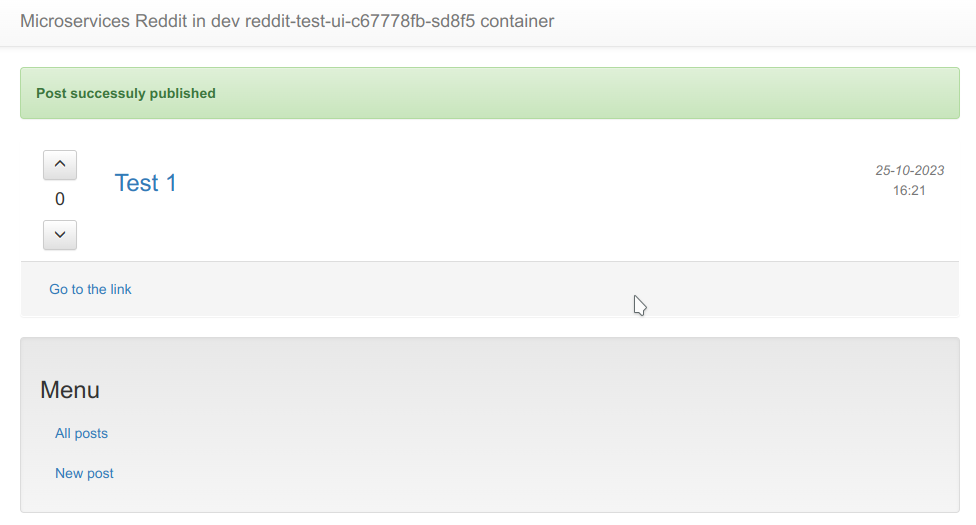 Microservices Reddit in dev reddit-test-ui-c67778fb-sd8f5 container
Post successuly published
0
Test 1
25-10-2023
16:21
Go to the link
Menu
All posts
New post